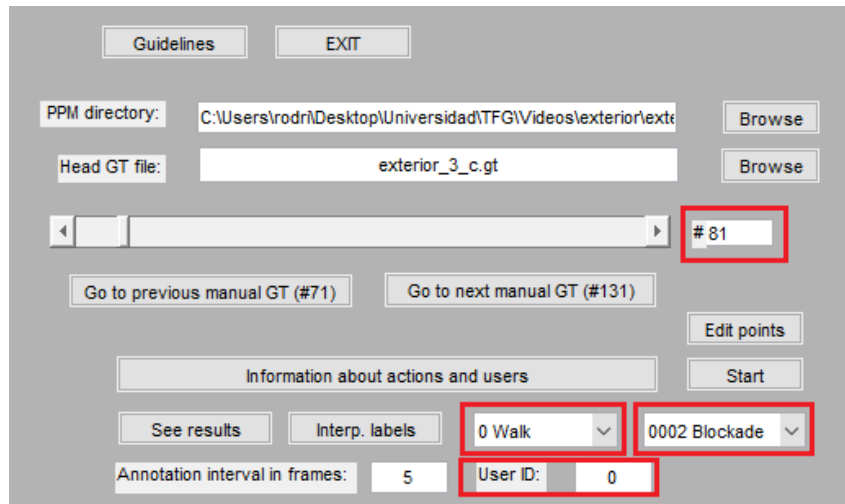 Guidelines EXIT
PPM directory: C:\Users\rodri\Desktop\Universidad\TFG\Videos\exterior\exte Browse
Head GT file: exterior_3_c.gt Browse
# 81
Go to previous manual GT (#71) Go to next manual GT (#131)
Edit points
Information about actions and users Start
See results Interp. labels 0 Walk 0002 Blockade
Annotation interval in frames: 5 User ID: 0